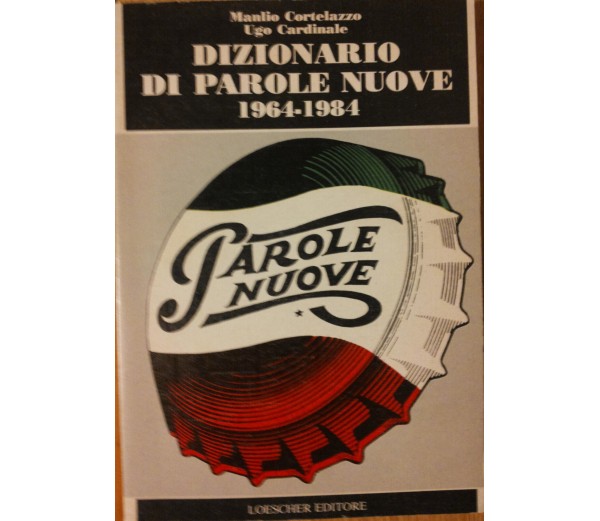 Manlio Cortelazzo
Ugo Cardinale
DIZIONARIO
DI PAROLE NUOVE
1964-1984
PAROLE
NUOVE
LOESCHER EDITORE